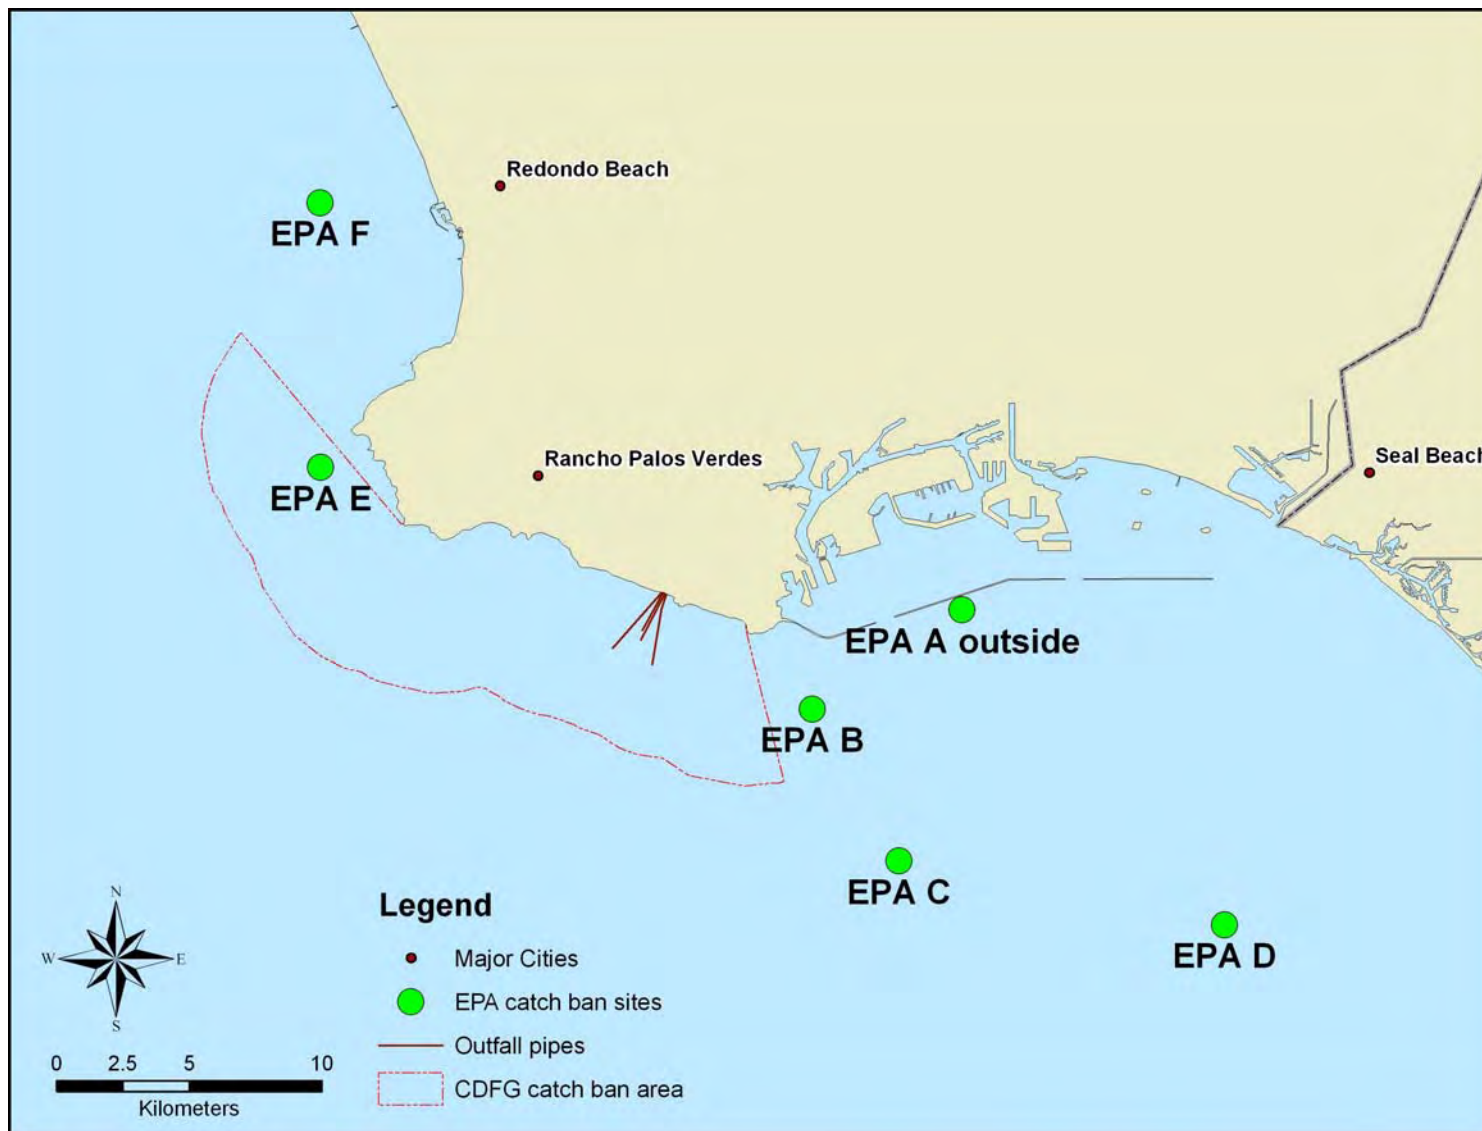 Redondo Beach
EPA F
Rancho Palos Verdes
Seal Beach
EPA E
EPA A outside
EPA B
EPA C
EPA D
N
W E
S
0 2.5 5 10
Kilometers
Legend
Major Cities
EPA catch ban sites
Outfall pipes
CDFG catch ban area